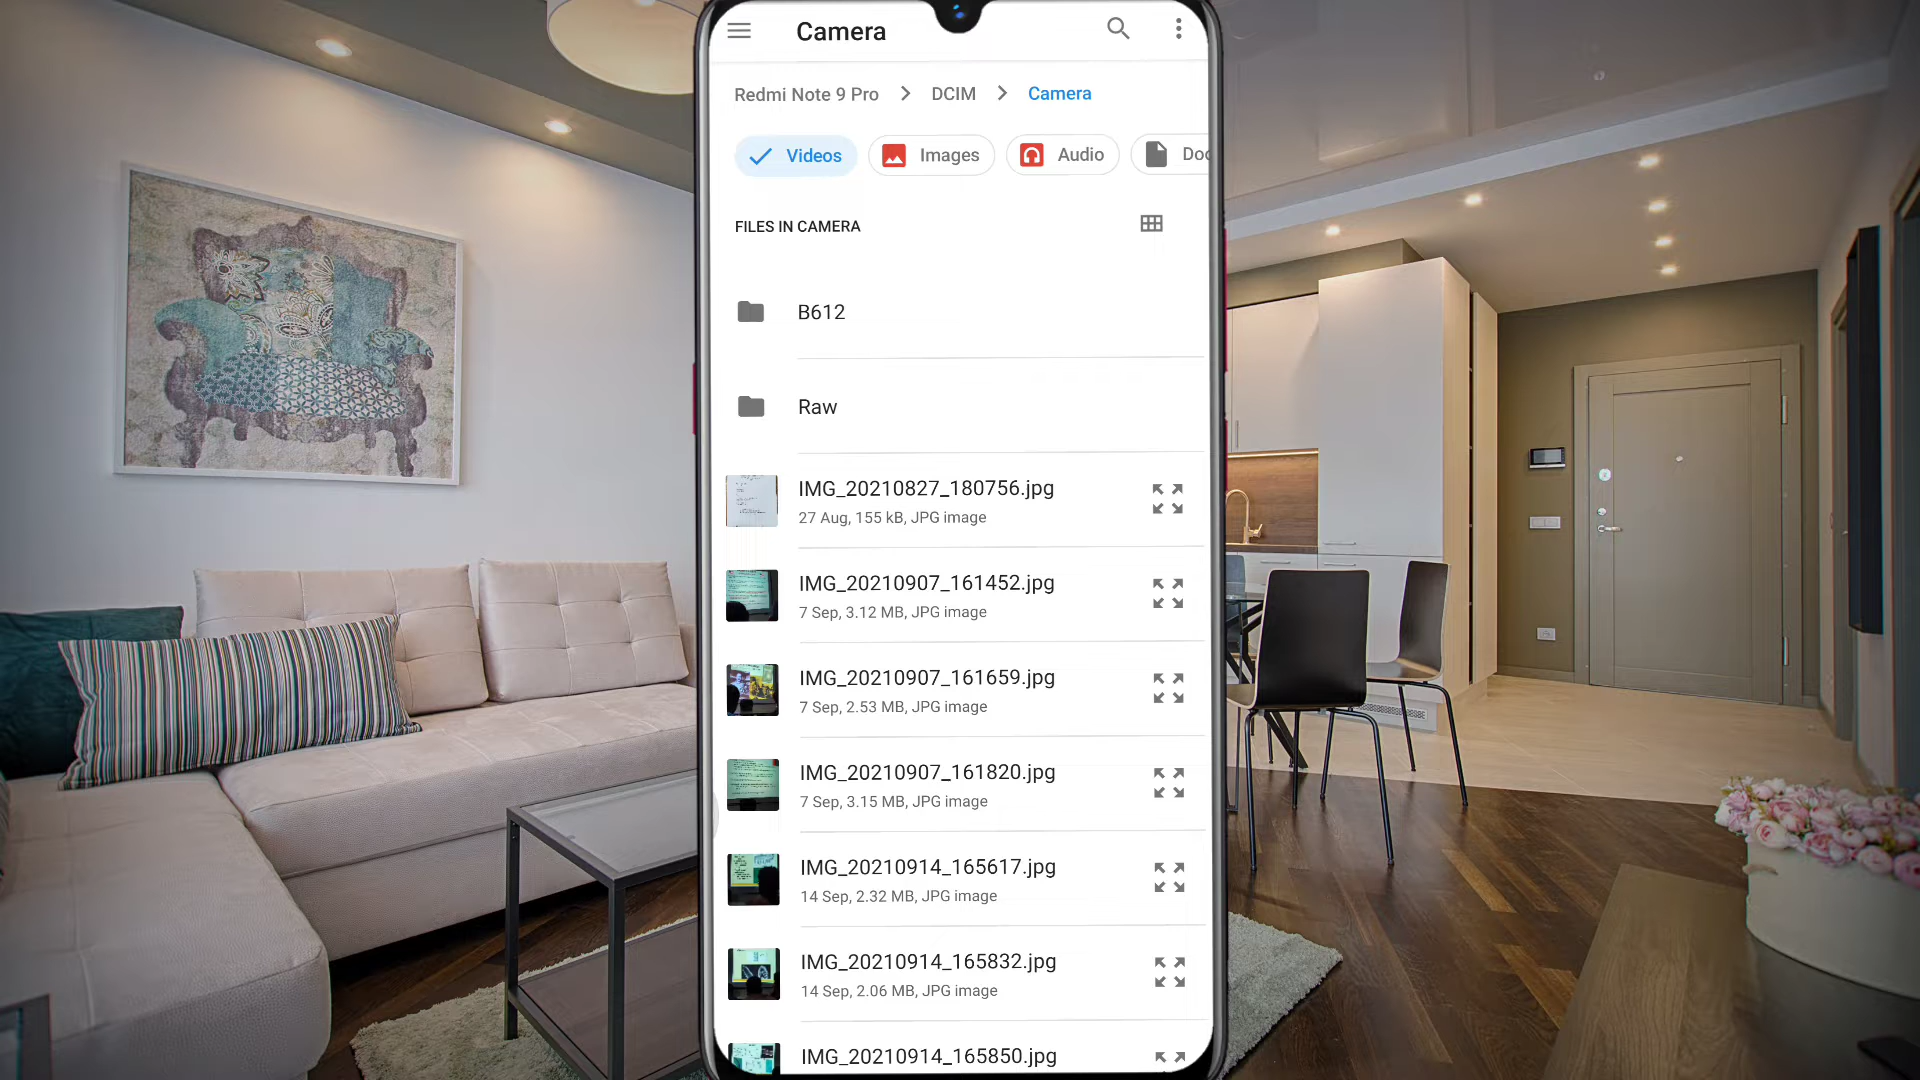 Camera
Redmi Note 9 Pro > DCIM > Camera
Videos Images Audio Doc
FILES IN CAMERA
B612
Raw
IMG_20210827_180756.jpg
27 Aug, 155 kB, JPG image
IMG_20210907_161452.jpg
7 Sep, 3.12 MB, JPG image
IMG_20210907_161659.jpg
7 Sep, 2.53 MB, JPG image
IMG_20210907_161820.jpg
7 Sep, 3.15 MB, JPG image
IMG_20210914_165617.jpg
14 Sep, 2.32 MB, JPG image
IMG_20210914_165832.jpg
14 Sep, 2.06 MB, JPG image
IMG_20210914_165850.jpg